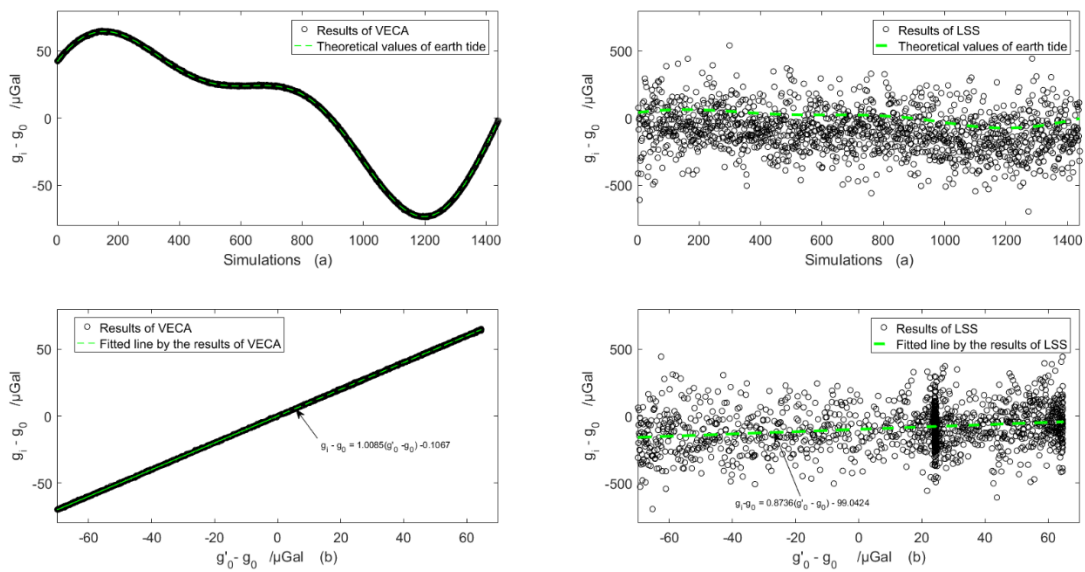 Results of VECA
Theoretical values of earth tide
50
0
-50
g_i - g_0 /μGal
0 200 400 600 800 1000 1200 1400
Simulations (a)
Results of LSS
Theoretical values of earth tide
500
0
-500
g_i - g_0 /μGal
0 200 400 600 800 1000 1200 1400
Simulations (a)
Results of VECA
Fitted line by the results of VECA
50
0
-50
g_i - g_0 /μGal
g_i - g_0 = 1.0085(g'_0 -g_0) -0.1067
-60 -40 -20 0 20 40 60
g'_0 - g_0 /μGal (b)
Results of LSS
Fitted line by the results of LSS
500
0
-500
g_i - g_0 /μGal
g_i-g_0 = 0.8736(g'_0 - g_0) - 99.0424
-60 -40 -20 0 20 40 60
g'_0 - g_0 /μGal (b)